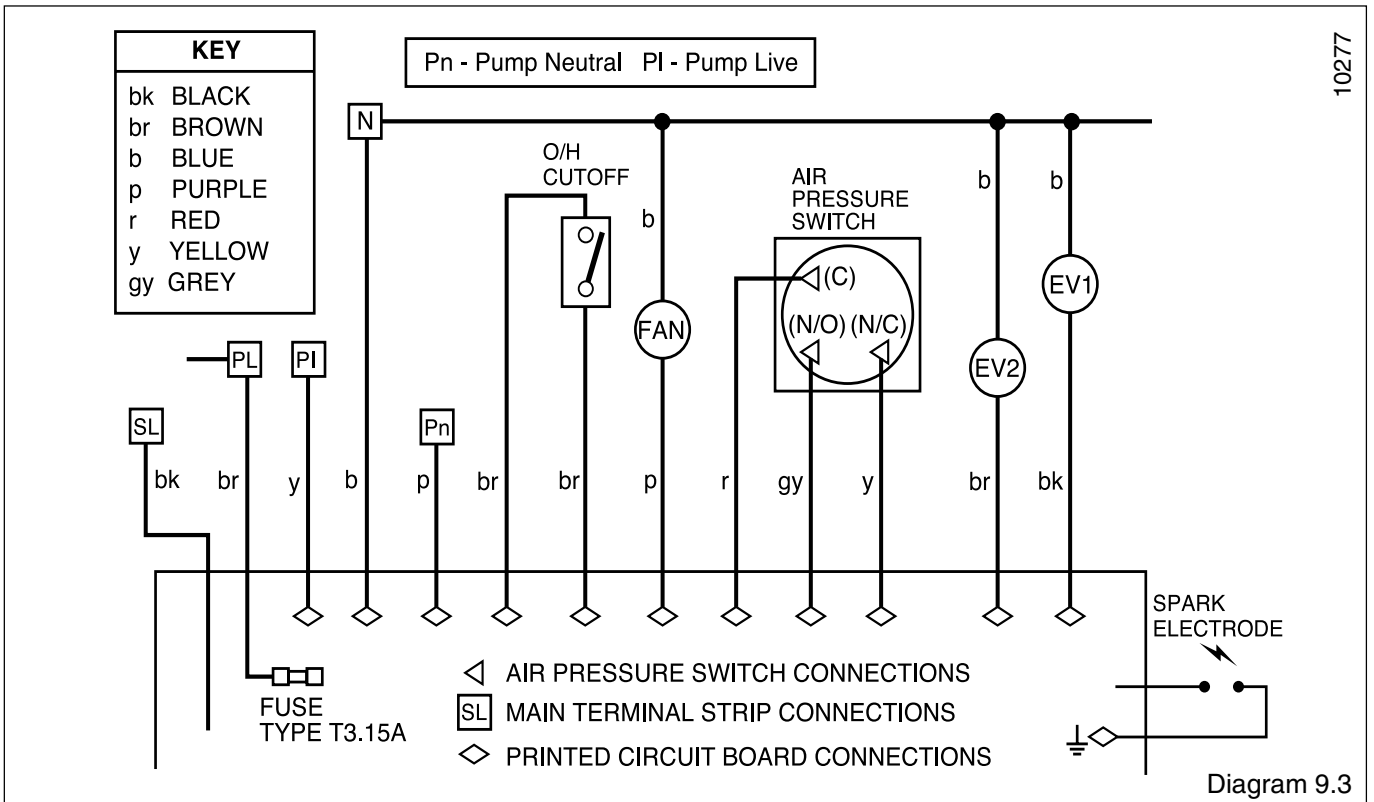 KEY
bk BLACK
br BROWN
b BLUE
p PURPLE
r RED
y YELLOW
gy GREY
Pn - Pump Neutral Pl - Pump Live
10277
N
O/H
CUTOFF
AIR
PRESSURE
SWITCH
b
b
b
(C)
EV1
FAN
(N/O) (N/C)
PL
Pl
EV2
SL
Pn
bk
br
y
b
p
br
br
p
r
gy
y
br
bk
SPARK
ELECTRODE
AIR PRESSURE SWITCH CONNECTIONS
FUSE
TYPE T3.15A
SL MAIN TERMINAL STRIP CONNECTIONS
PRINTED CIRCUIT BOARD CONNECTIONS
Diagram 9.3